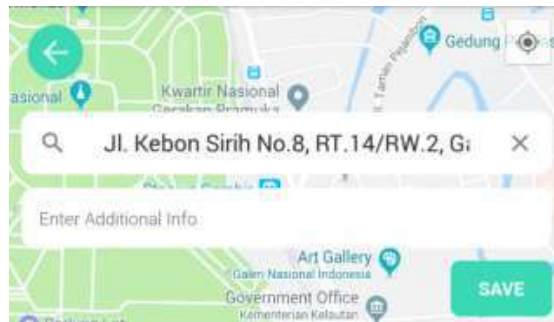 Gedung
Kwartir Nasional
Gerakan Pramuka
asional
Jl. Kebon Sirih No.8, RT.14/RW.2, Ga
Enter Additional Info
Art Gallery
Galeri Nasional Indonesia
SAVE
Government Office
Kementerian Kelautan